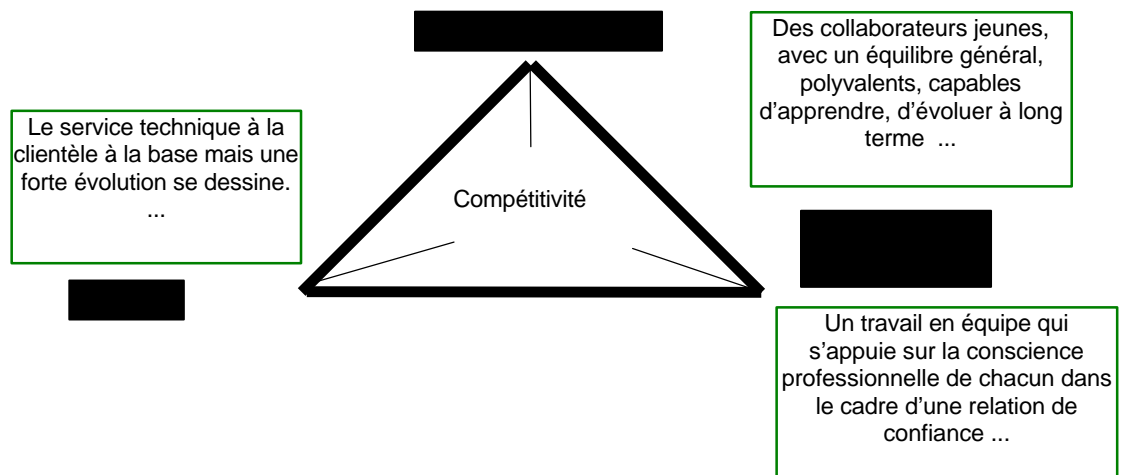 Des collaborateurs jeunes,
avec un équilibre général,
polyvalents, capables
d'apprendre, d'évoluer à long
terme ...
Le service technique à la
clientèle à la base mais une
forte évolution se dessine.
...
Compétitivité
Un travail en équipe qui
s'appuie sur la conscience
professionnelle de chacun dans
le cadre d'une relation de
confiance ...